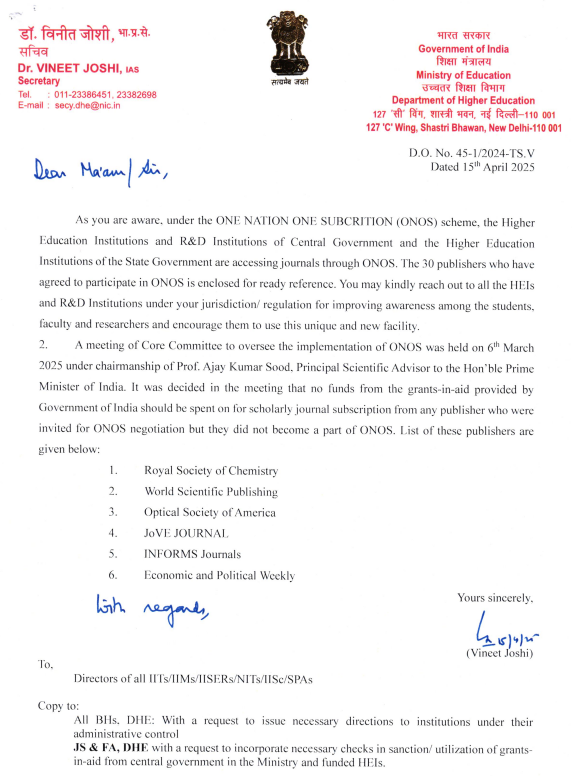 डॉ. विनीत जोशी, भा.प्र.से.
सचिव
Dr. VINEET JOSHI, IAS
Secretary
Tel. : 011-23386451, 23382698
E-mail : secy.dhe@nic.in
सत्यमेव जयते
भारत सरकार
Government of India
शिक्षा मंत्रालय
Ministry of Education
उच्चतर शिक्षा विभाग
Department of Higher Education
127 'सी' विंग, शास्त्री भवन, नई दिल्ली–110 001
127 'C' Wing, Shastri Bhawan, New Delhi-110 001
D.O. No. 45-1/2024-TS.V
Dated 15th April 2025
Dear Ma'am/ Sir,
As you are aware, under the ONE NATION ONE SUBCRITION (ONOS) scheme, the Higher
Education Institutions and R&D Institutions of Central Government and the Higher Education
Institutions of the State Government are accessing journals through ONOS. The 30 publishers who have
agreed to participate in ONOS is enclosed for ready reference. You may kindly reach out to all the HEIs
and R&D Institutions under your jurisdiction/ regulation for improving awareness among the students,
faculty and researchers and encourage them to use this unique and new facility.
2. A meeting of Core Committee to oversee the implementation of ONOS was held on 6th March
2025 under chairmanship of Prof. Ajay Kumar Sood, Principal Scientific Advisor to the Hon'ble Prime
Minister of India. It was decided in the meeting that no funds from the grants-in-aid provided by
Government of India should be spent on for scholarly journal subscription from any publisher who were
invited for ONOS negotiation but they did not become a part of ONOS. List of these publishers are
given below:
1. Royal Society of Chemistry
2. World Scientific Publishing
3. Optical Society of America
4. JoVE JOURNAL
5. INFORMS Journals
6. Economic and Political Weekly
With regards,
Yours sincerely,
15/4/25
(Vineet Joshi)
To,
Directors of all IITs/IIMs/IISERs/NITs/IISc/SPAs
Copy to:
All BHs, DHE: With a request to issue necessary directions to institutions under their
administrative control
JS & FA, DHE with a request to incorporate necessary checks in sanction/ utilization of grants-
in-aid from central government in the Ministry and funded HEIs.